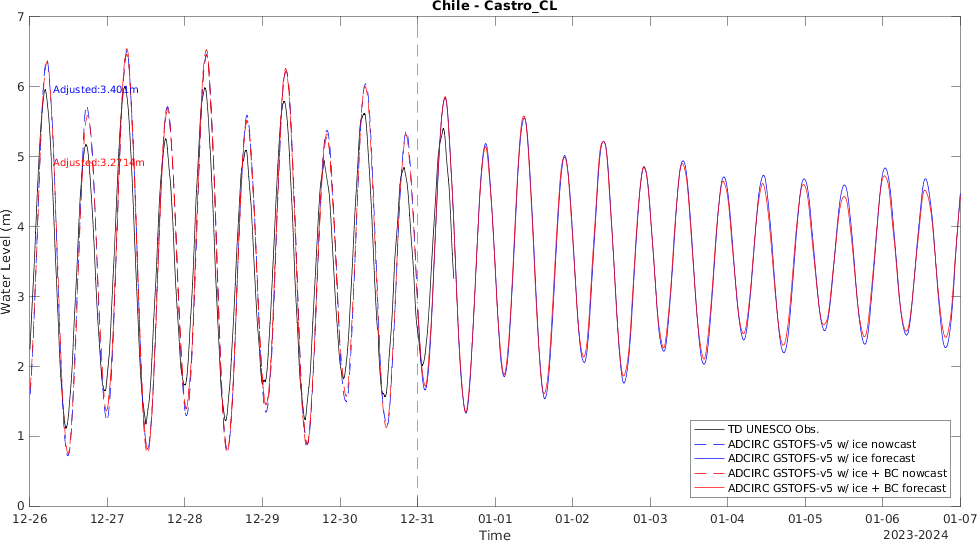 Chile - Castro_CL
7
6
5
4
3
2
1
0
Water Level (m)
Adjusted:3.401m
Adjusted:3.2714m
TD UNESCO Obs.
ADCIRC GSTOFS-v5 w/ ice nowcast
ADCIRC GSTOFS-v5 w/ ice forecast
ADCIRC GSTOFS-v5 w/ ice + BC nowcast
ADCIRC GSTOFS-v5 w/ ice + BC forecast
12-26 12-27 12-28 12-29 12-30 12-31 01-01 01-02 01-03 01-04 01-05 01-06 01-07
Time
2023-2024